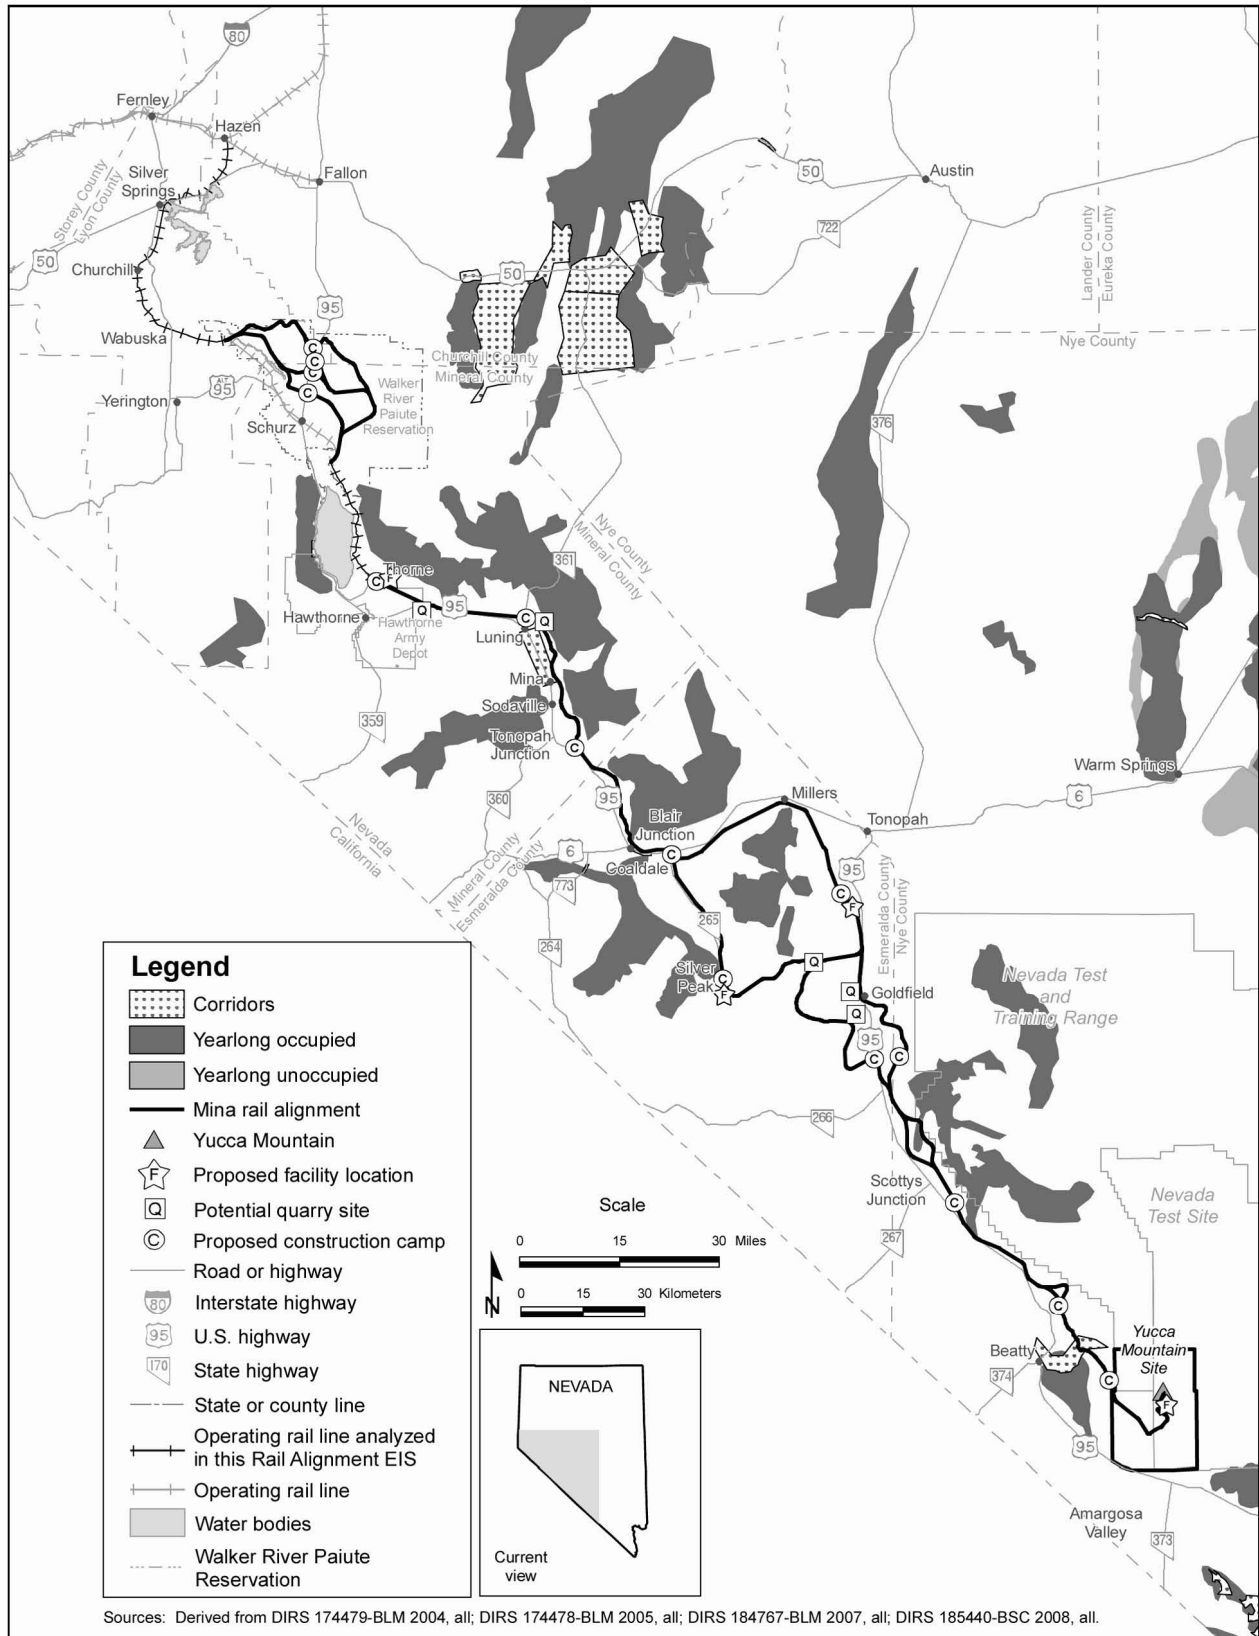 80
Fernley
Hazen
Silver
Springs
Fallon
50
Austin
722
Storey County
Lyon County
50
Churchill
50
Lander County
Eureka County
95
Wabuska
Churchill County
Mineral County
Nye County
ALT
95
Walker
River
Paiute
Reservation
Yerington
Schurz
C
C
C
C
376
Nye County
Mineral County
361
Thorne
C
F
Q
95
C
Q
Hawthorne
Hawthorne
Army
Depot
Luning
Mina
Sodaville
359
Tonopah
Junction
C
Warm Springs
360
95
Millers
6
Blair
Junction
Tonopah
Nevada
California
6
C
Coaldale
Mineral County
Esmeralda County
773
95
C
F
Esmeralda County
Nye County
265
264
Q
Silver
Peak
C
F
Q
Goldfield
Q
Nevada Test
and
Training Range
95
C
C
266
Scottys
Junction
C
Nevada
Test Site
267
C
Beatty
Yucca
Mountain
Site
374
C
F
95
Amargosa
Valley
373
Legend
Corridors
Yearlong occupied
Yearlong unoccupied
Mina rail alignment
Yucca Mountain
F Proposed facility location
Q Potential quarry site
C Proposed construction camp
Road or highway
80 Interstate highway
95 U.S. highway
170 State highway
State or county line
Operating rail line analyzed
in this Rail Alignment EIS
Operating rail line
Water bodies
Walker River Paiute
Reservation
Scale
0 15 30 Miles
0 15 30 Kilometers
N
NEVADA
Current
view
Sources: Derived from DIRS 174479-BLM 2004, all; DIRS 174478-BLM 2005, all; DIRS 184767-BLM 2007, all; DIRS 185440-BSC 2008, all.